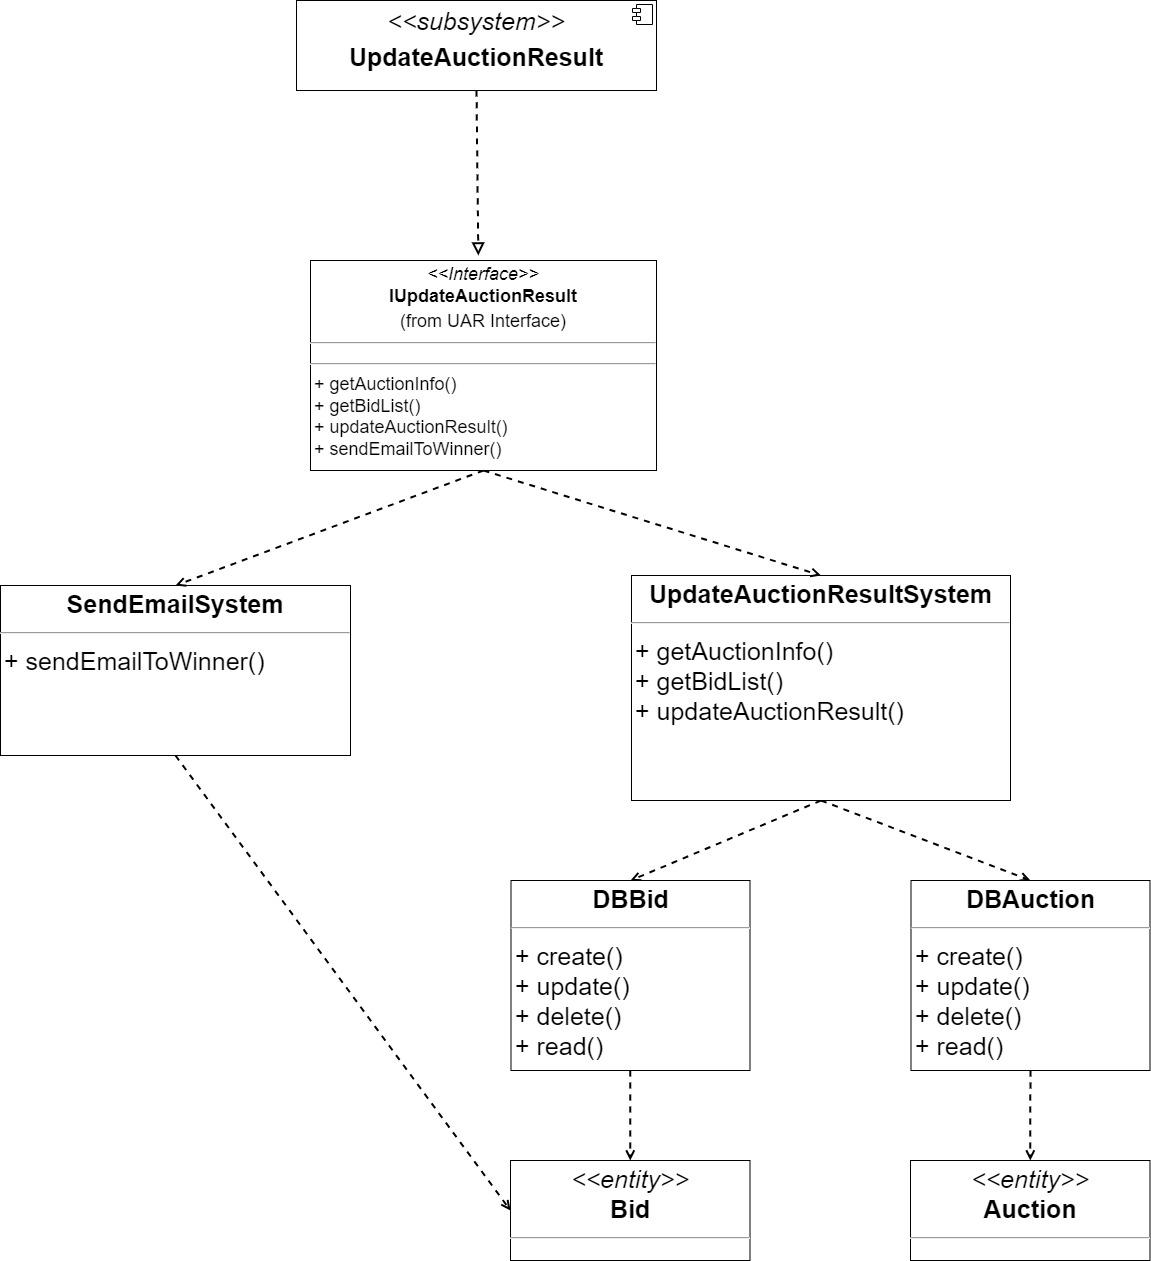 <<subsystem>>
UpdateAuctionResult
<<Interface>>
IUpdateAuctionResult
(from UAR Interface)
+ getAuctionInfo()
+ getBidList()
+ updateAuctionResult()
+ sendEmailToWinner()
SendEmailSystem
+ sendEmailToWinner()
UpdateAuctionResultSystem
+ getAuctionInfo()
+ getBidList()
+ updateAuctionResult()
DBBid
+ create()
+ update()
+ delete()
+ read()
DBAuction
+ create()
+ update()
+ delete()
+ read()
<<entity>>
Bid
<<entity>>
Auction